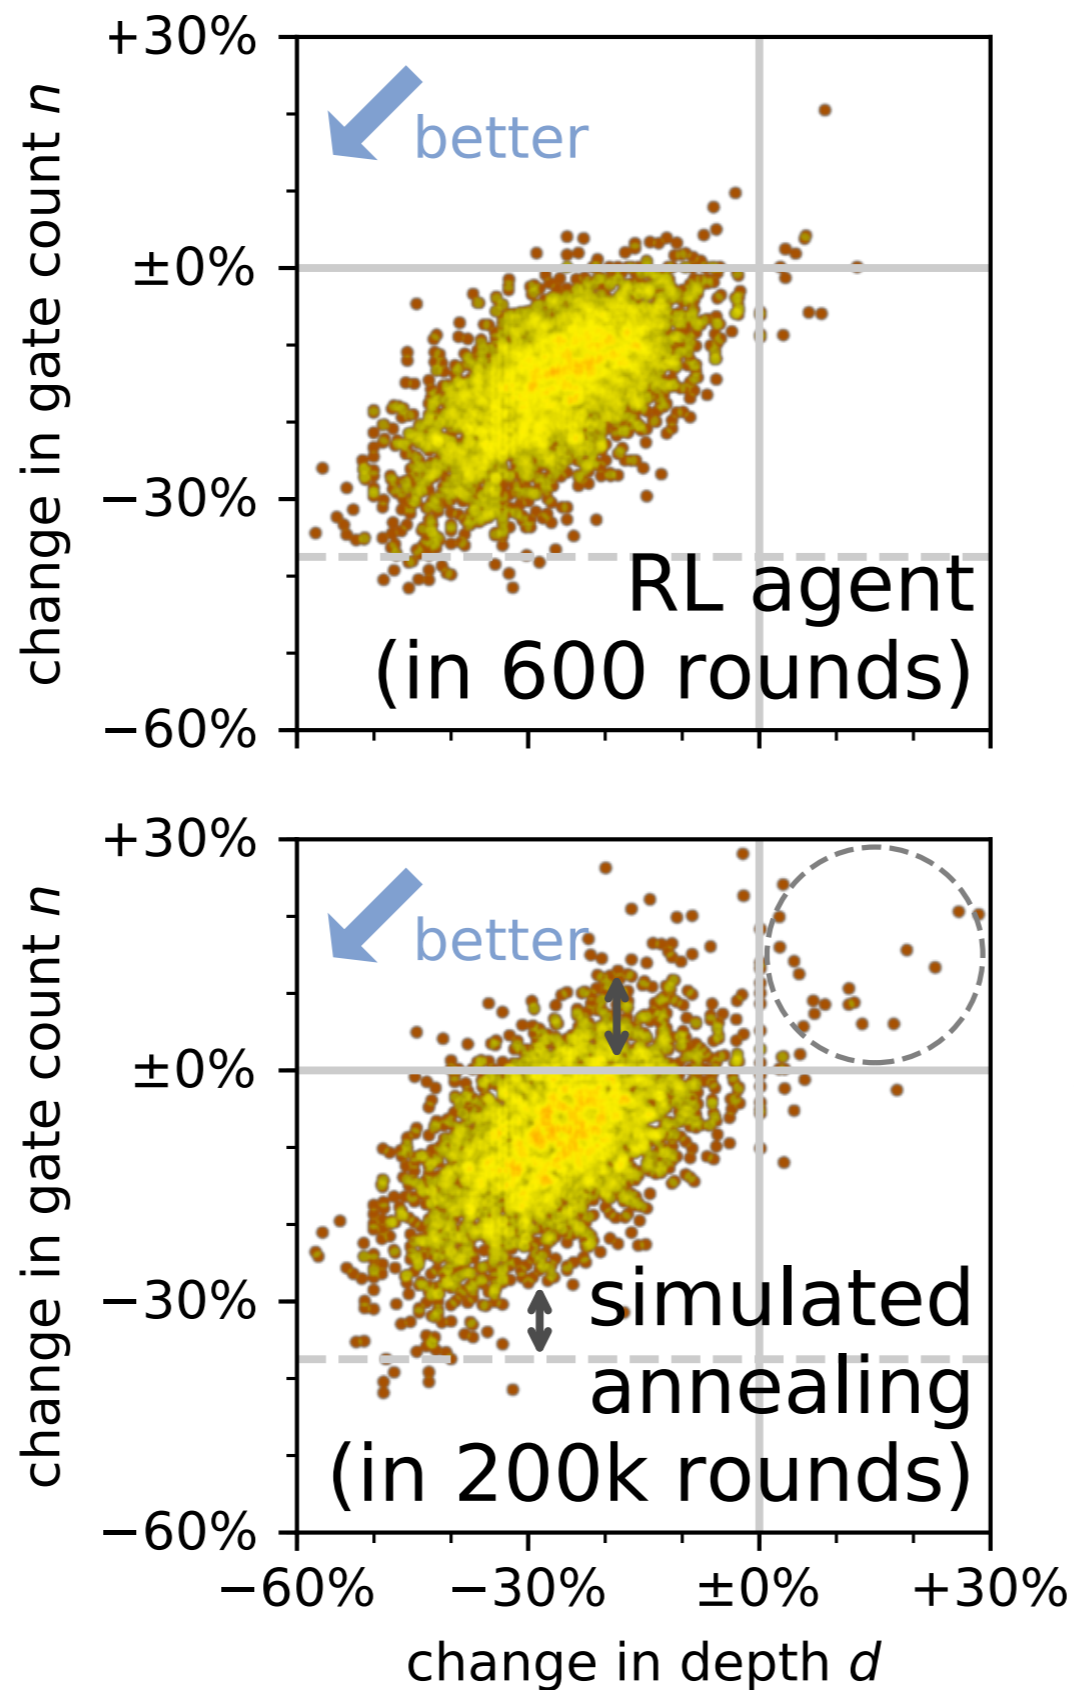 +30%
±0%
−30%
−60%
change in gate count n
better
RL agent
(in 600 rounds)
+30%
±0%
−30%
−60%
change in gate count n
better
simulated
annealing
(in 200k rounds)
−60% −30% ±0% +30%
change in depth d